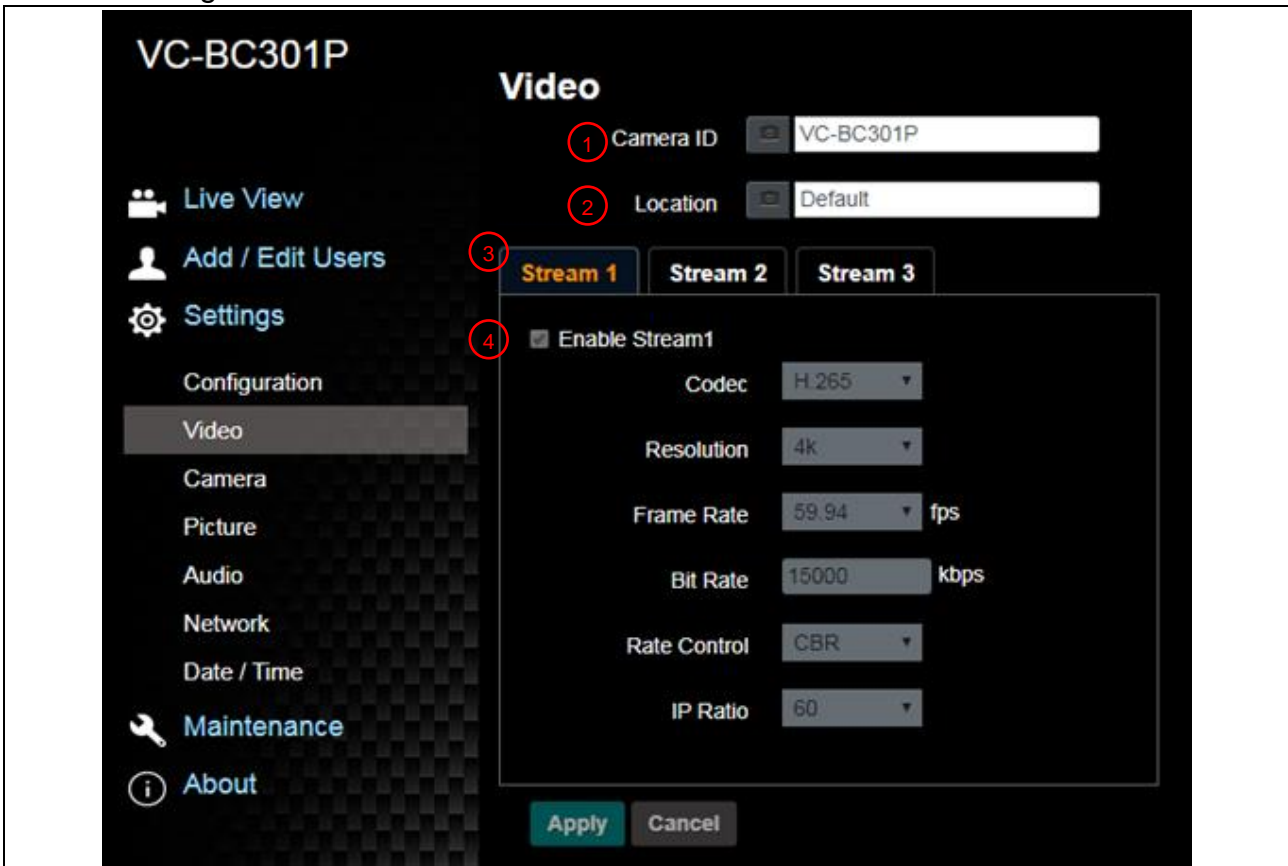 VC-BC301P
Live View
Add / Edit Users
Settings
Configuration
Video
Camera
Picture
Audio
Network
Date / Time
Maintenance
About
Video
1 Camera ID VC-BC301P
2 Location Default
3 Stream 1 Stream 2 Stream 3
4 Enable Stream1
Codec H.265
Resolution 4k
Frame Rate 59.94 fps
Bit Rate 15000 kbps
Rate Control CBR
IP Ratio 60
Apply Cancel